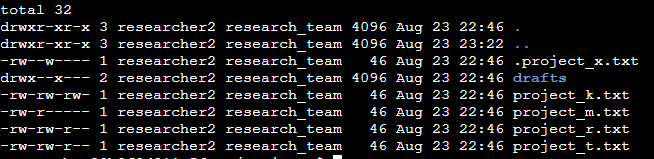 total 32
drwxr-xr-x 3 researcher2 research_team 4096 Aug 23 22:46 .
drwxr-xr-x 3 researcher2 research_team 4096 Aug 23 23:22 ..
-rw--w---- 1 researcher2 research_team   46 Aug 23 22:46 .project_x.txt
drwx--x--- 2 researcher2 research_team 4096 Aug 23 22:46 drafts
-rw-rw-rw- 1 researcher2 research_team   46 Aug 23 22:46 project_k.txt
-rw-r----- 1 researcher2 research_team   46 Aug 23 22:46 project_m.txt
-rw-rw-r-- 1 researcher2 research_team   46 Aug 23 22:46 project_r.txt
-rw-rw-r-- 1 researcher2 research_team   46 Aug 23 22:46 project_t.txt